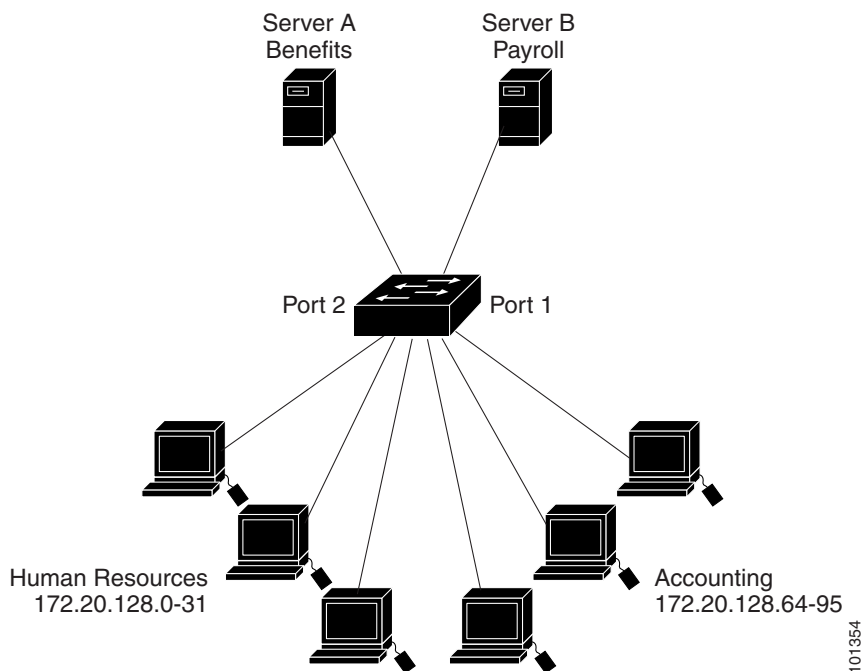 Server A
Benefits
Server B
Payroll
Port 2
Port 1
Human Resources
172.20.128.0-31
Accounting
172.20.128.64-95
101354